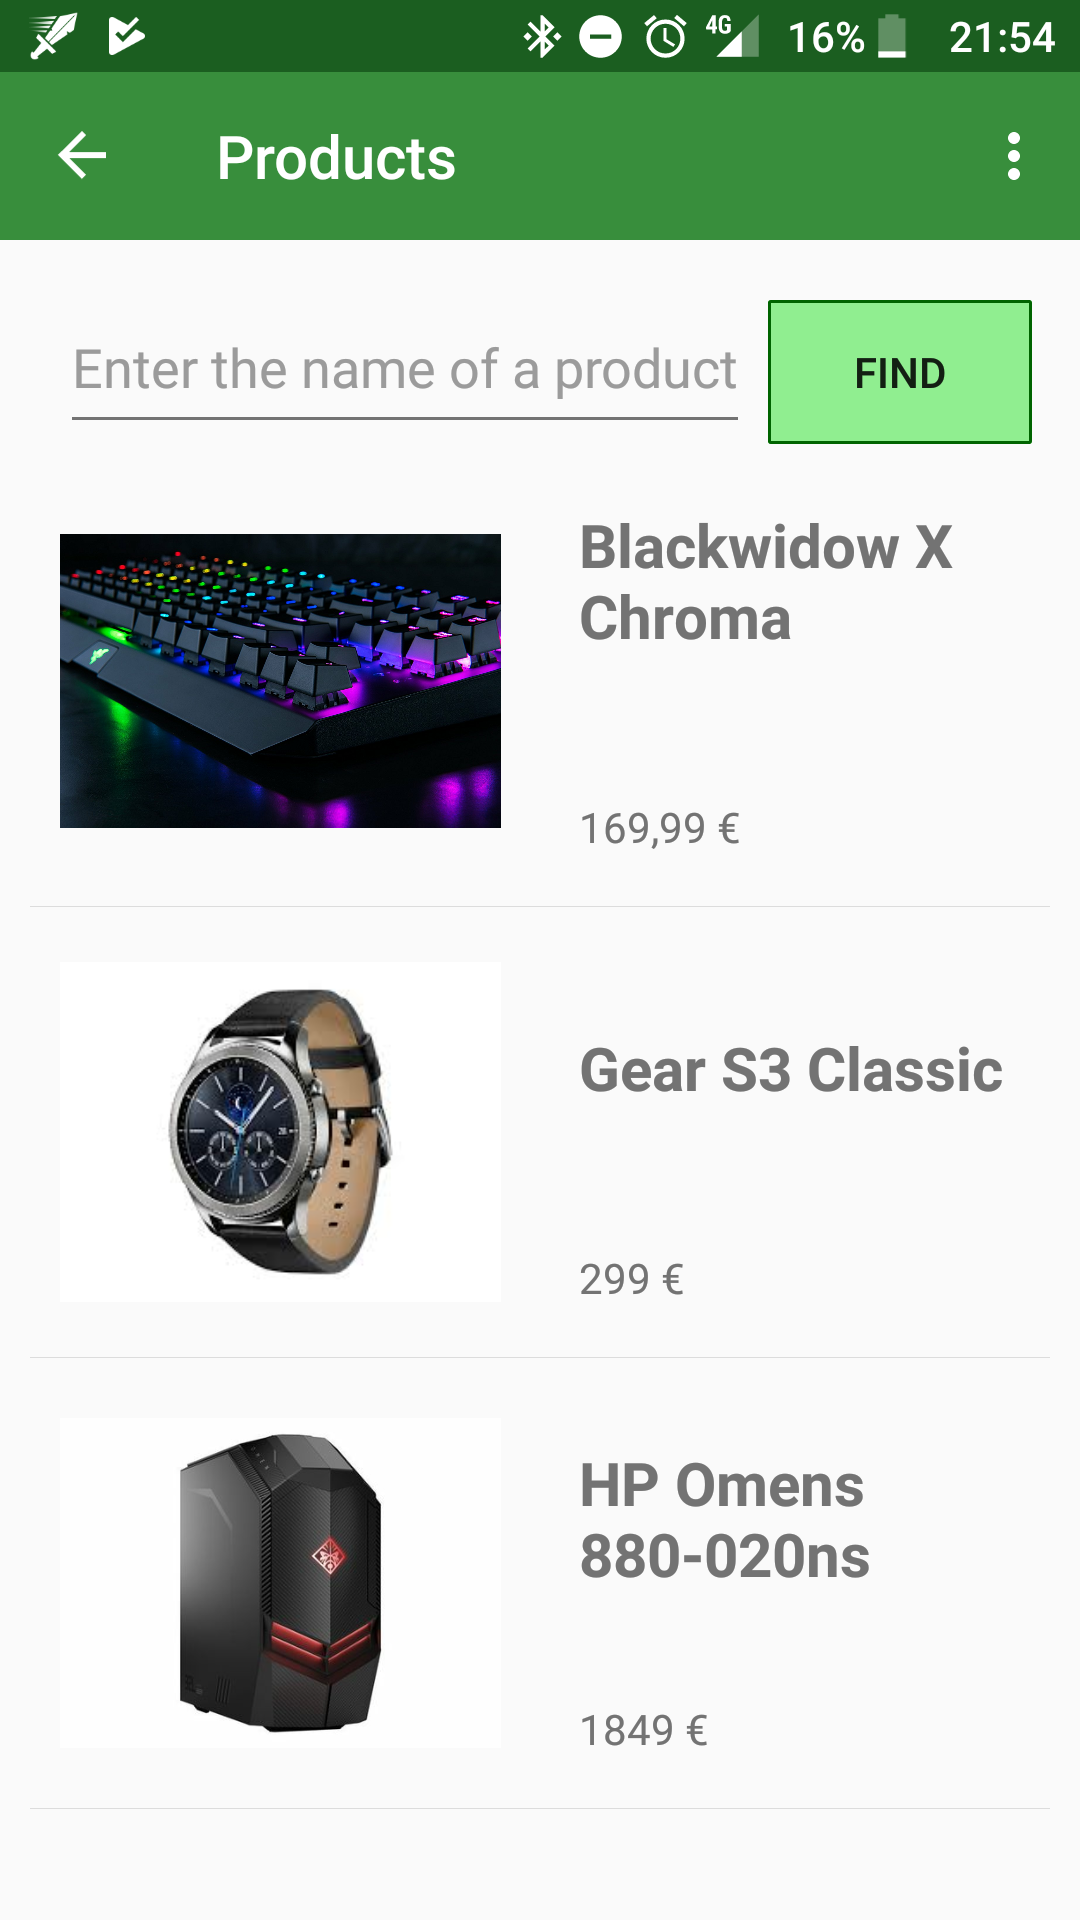 4G 16% 21:54
Products
Enter the name of a product
FIND
Blackwidow X
Chroma
169,99 €
Gear S3 Classic
299 €
HP Omens
880-020ns
1849 €